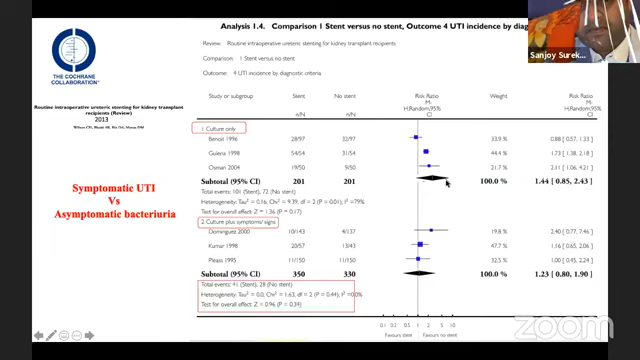 Analysis 1.4. Comparison 1 Stent versus no stent, Outcome 4 UTI incidence by diag
Sanjoy Surek...
THE COCHRANE
COLLABORATION®
Routine intraoperative ureteric stenting for kidney transplant
recipients (Review)
2013
Symptomatic UTI
Vs
Asymptomatic bacteriuria
Review: Routine intraoperative ureteric stenting for kidney transplant recipients
Comparison: 1 Stent versus no stent
Outcome: 4 UTI incidence by diagnostic criteria
Study or subgroup Stent No stent Risk Ratio Weight Risk Ratio
n/N n/N M-H,Random,95% CI M-H,Random,95% CI
1 Culture only
Benoit 1996 28/97 32/97 33.9 % 0.88 [ 0.57, 1.33 ]
Guleria 1998 54/54 31/54 44.4 % 1.73 [ 1.38, 2.18 ]
Osman 2004 19/50 9/50 21.7 % 2.11 [ 1.06, 4.21 ]
Subtotal (95% CI) 201 201 100.0 % 1.44 [ 0.85, 2.43 ]
Total events: 101 (Stent), 72 (No stent)
Heterogeneity: Tau² = 0.16; Chi² = 9.39, df = 2 (P = 0.01); I² =79%
Test for overall effect: Z = 1.36 (P = 0.17)
2 Culture plus symptoms/signs
Dominguez 2000 10/143 4/137 19.8 % 2.40 [ 0.77, 7.46 ]
Kumar 1998 20/57 13/43 47.7 % 1.16 [ 0.65, 2.06 ]
Pleass 1995 11/150 11/150 32.5 % 1.00 [ 0.45, 2.24 ]
Subtotal (95% CI) 350 330 100.0 % 1.23 [ 0.80, 1.90 ]
Total events: 41 (Stent), 28 (No stent)
Heterogeneity: Tau² = 0.0; Chi² = 1.63, df = 2 (P = 0.44); I² =0.0%
Test for overall effect: Z = 0.96 (P = 0.34)
0.1 0.2 0.5 1 2 5 10
Favours stent Favours no stent
zoom